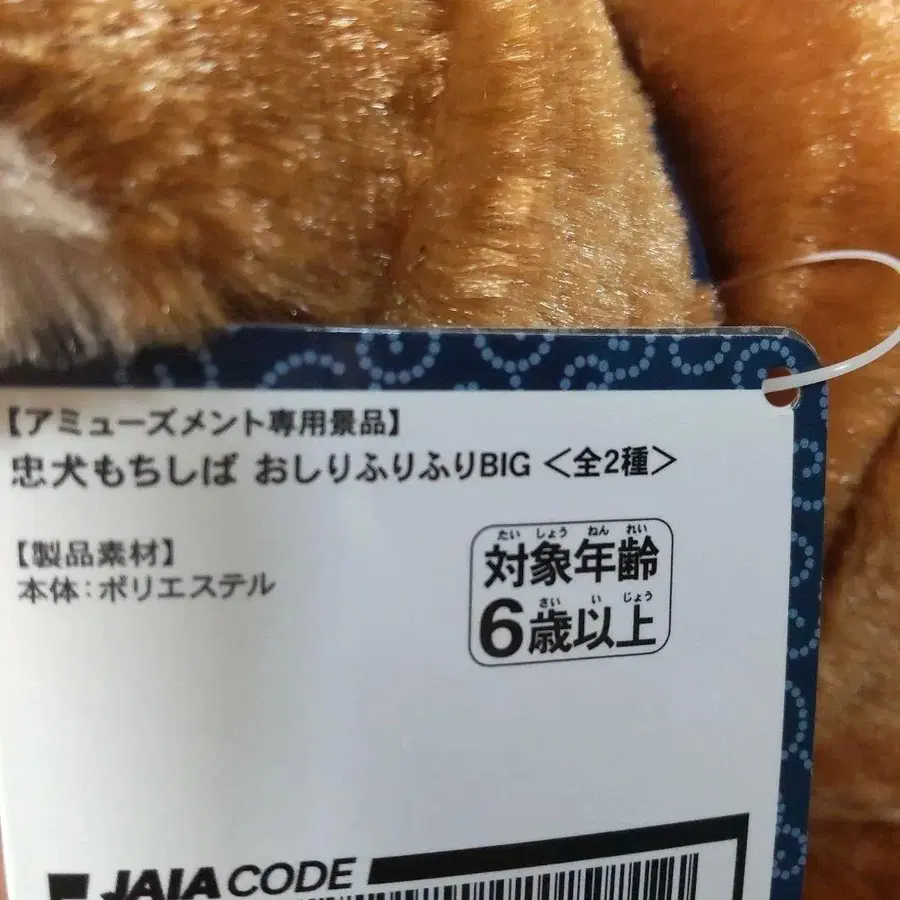 【アミューズメント専用景品】
忠犬もちしば おしりふりふりBIG <全2種>
【製品素材】
本体:ポリエステル
たい しょう ねん れい
対象年齢
さい い じょう
6歳以上
JAIA CODE